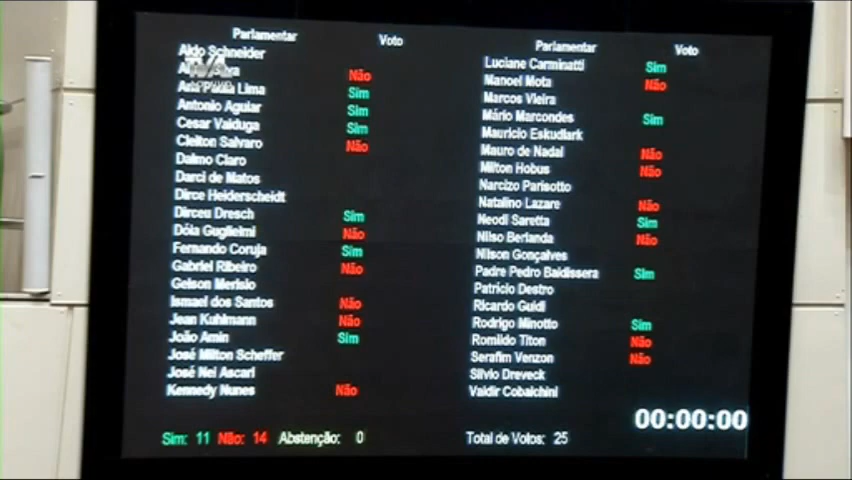 Parlamentar Voto
Aldo Schneider
Não
Ana Paula Lima Sim
Antonio Aguiar Sim
Cesar Valduga Sim
Cleiton Salvaro Não
Dalmo Claro
Darci de Matos
Dirce Heiderscheidt
Dirceu Dresch Sim
Dóia Guglielmi Não
Fernando Coruja Sim
Gabriel Ribeiro Não
Gelson Merisio
Ismael dos Santos Não
Jean Kuhlmann Não
João Amin Sim
José Milton Scheffer
José Nei Ascari
Kennedy Nunes Não
Parlamentar Voto
Luciane Carminatti Sim
Manoel Mota Não
Marcos Vieira
Mário Marcondes Sim
Mauricio Eskudlark
Mauro de Nadal Não
Milton Hobus Não
Narcizo Parisotto
Natalino Lazare Não
Neodi Saretta Sim
Nilso Berlanda Não
Nilson Gonçalves
Padre Pedro Baldissera Sim
Patrício Destro
Ricardo Guidi
Rodrigo Minotto Sim
Romildo Titon Não
Serafim Venzon Não
Silvio Dreveck
Valdir Cobalchini
00:00:00
Sim: 11 Não: 14 Abstenção: 0 Total de Votos: 25